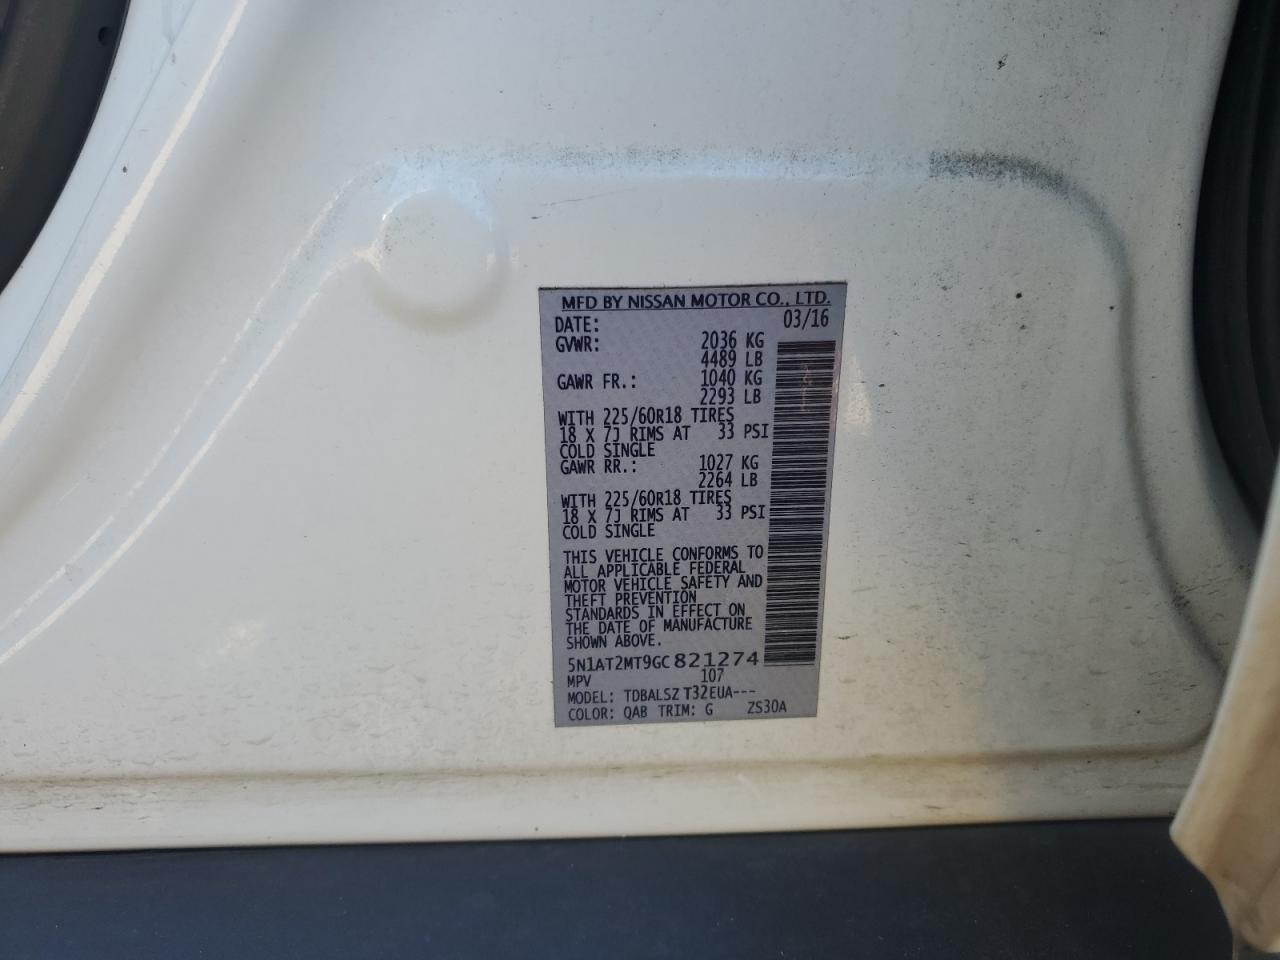 MFD BY NISSAN MOTOR CO., LTD.
DATE: 03/16
GVWR: 2036 KG
4489 LB
GAWR FR.: 1040 KG
2293 LB
WITH 225/60R18 TIRES
18 X 7J RIMS AT 33 PSI
COLD SINGLE
GAWR RR.: 1027 KG
2264 LB
WITH 225/60R18 TIRES
18 X 7J RIMS AT 33 PSI
COLD SINGLE
THIS VEHICLE CONFORMS TO
ALL APPLICABLE FEDERAL
MOTOR VEHICLE SAFETY AND
THEFT PREVENTION
STANDARDS IN EFFECT ON
THE DATE OF MANUFACTURE
SHOWN ABOVE.
5N1AT2MT9GC821274
MPV 107
MODEL: TDBALSZ T32EUA---
COLOR: QAB TRIM: G ZS30A